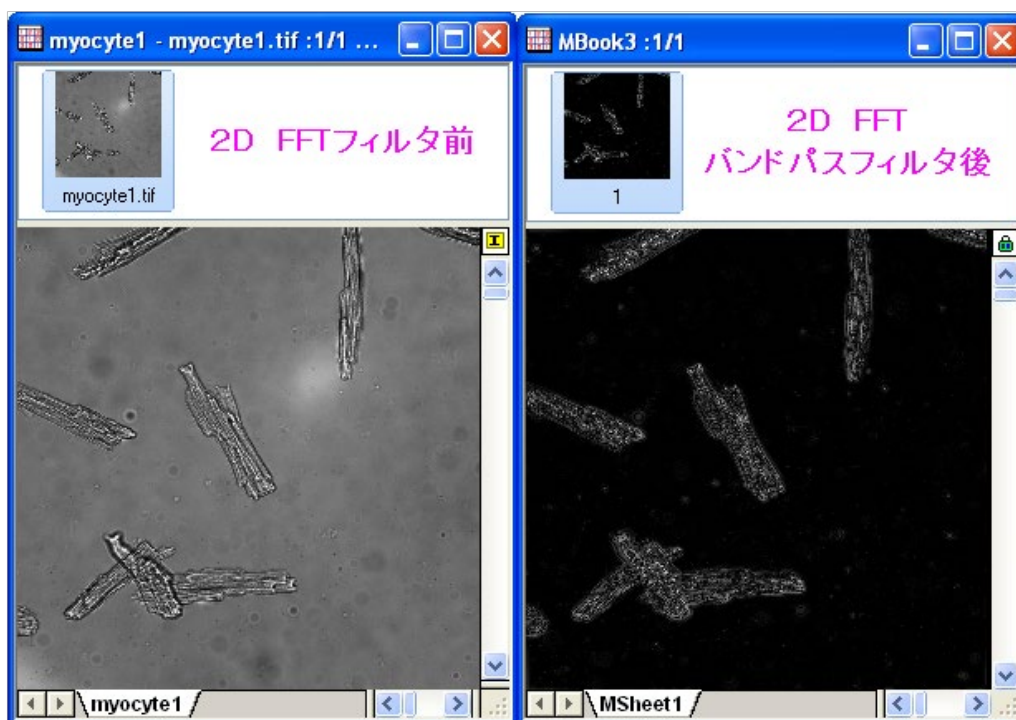 myocyte1 - myocyte1.tif :1/1 ...
2D FFTフィルタ前
myocyte1.tif
myocyte1
MBook3 :1/1
2D FFT
バンドパスフィルタ後
1
MSheet1